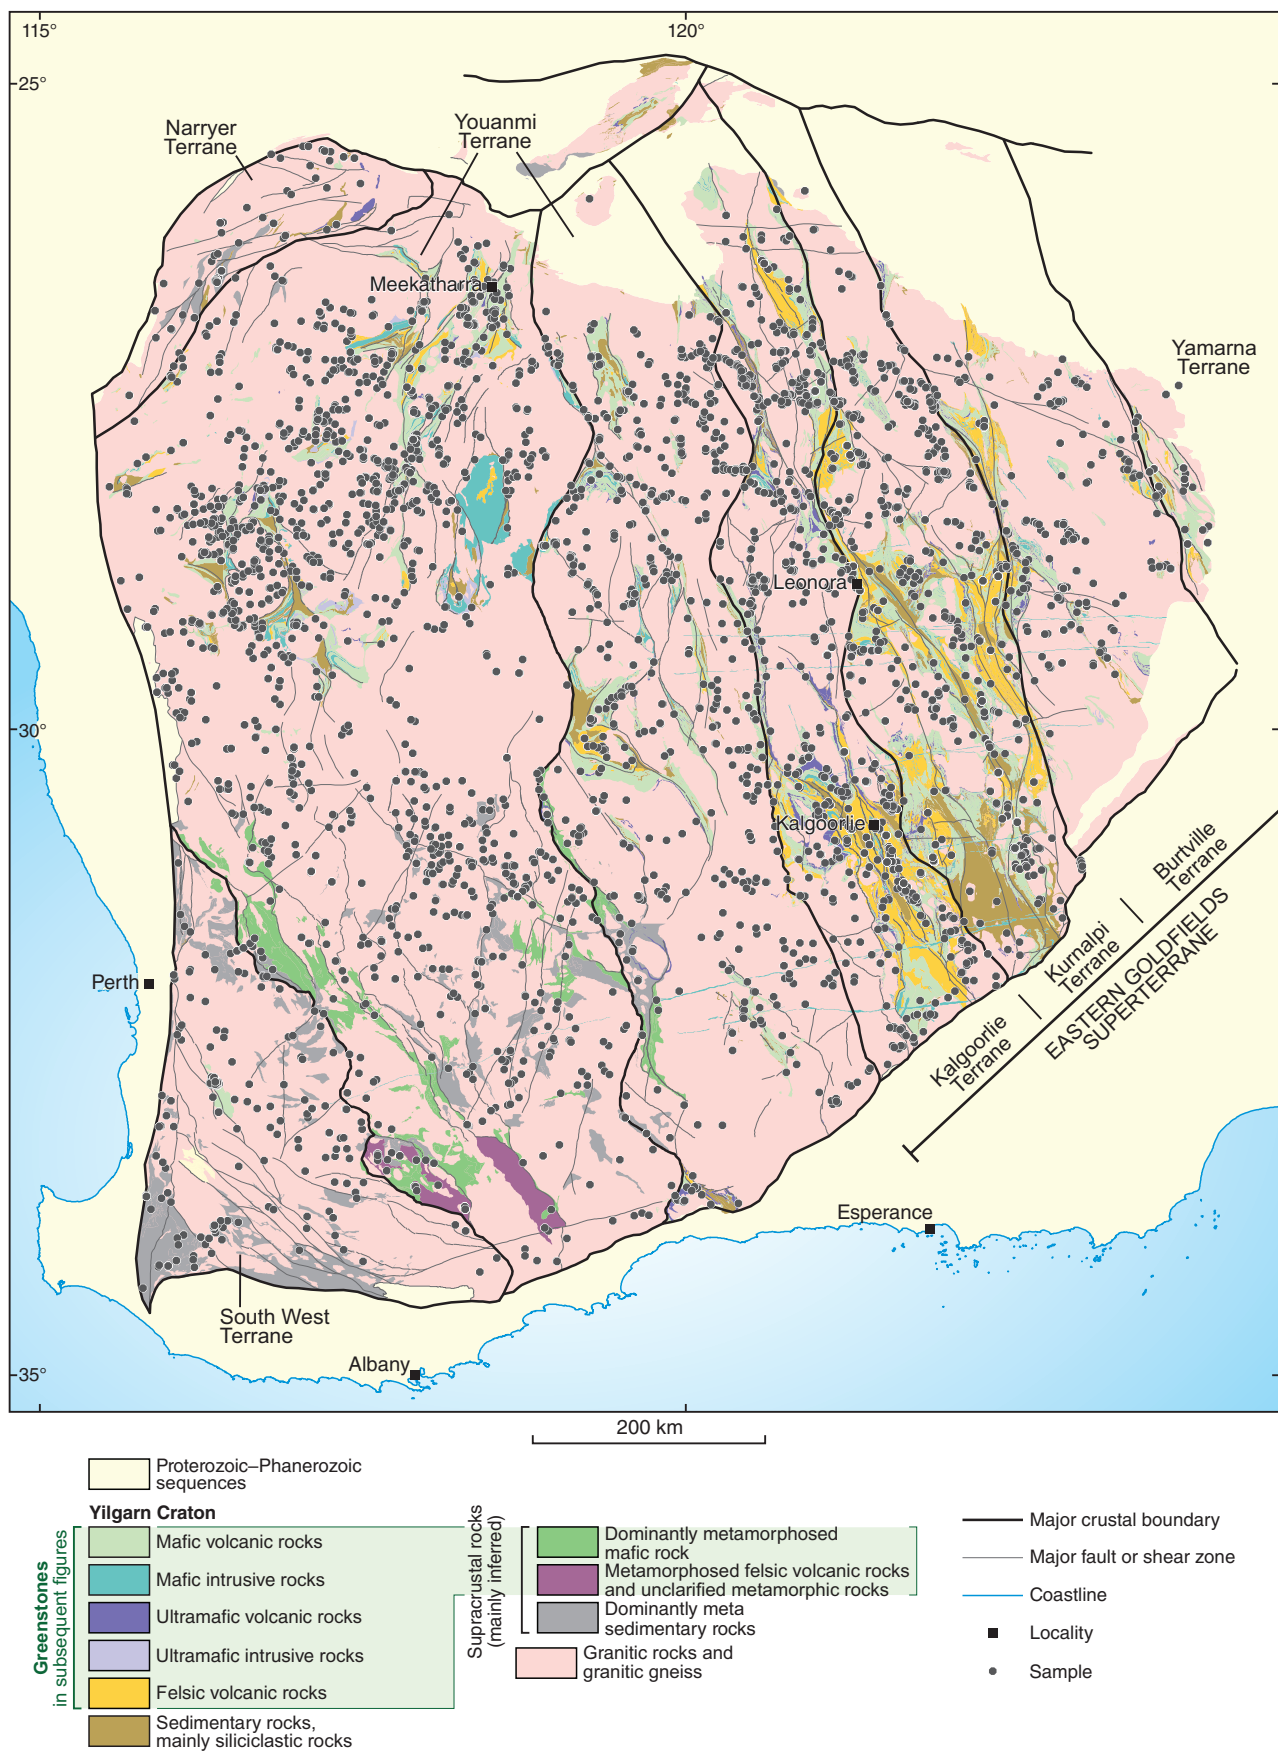 115°
120°
25°
Narryer
Terrane
Youanmi
Terrane
Meekatharra
Yamarna
Terrane
Leonora
30°
Kalgoorlie
Burtville
Terrane
Kurnalpi
Terrane
Kalgoorlie
Terrane
EASTERN GOLDFIELDS
SUPERTERRANE
Perth
Esperance
South West
Terrane
Albany
35°
200 km
Proterozoic–Phanerozoic
sequences
Yilgarn Craton
Greenstones
in subsequent figures
Mafic volcanic rocks
Mafic intrusive rocks
Ultramafic volcanic rocks
Ultramafic intrusive rocks
Felsic volcanic rocks
Sedimentary rocks,
mainly siliciclastic rocks
Supracrustal rocks
(mainly inferred)
Dominantly metamorphosed
mafic rock
Metamorphosed felsic volcanic rocks
and unclarified metamorphic rocks
Dominantly meta
sedimentary rocks
Granitic rocks and
granitic gneiss
Major crustal boundary
Major fault or shear zone
Coastline
Locality
Sample